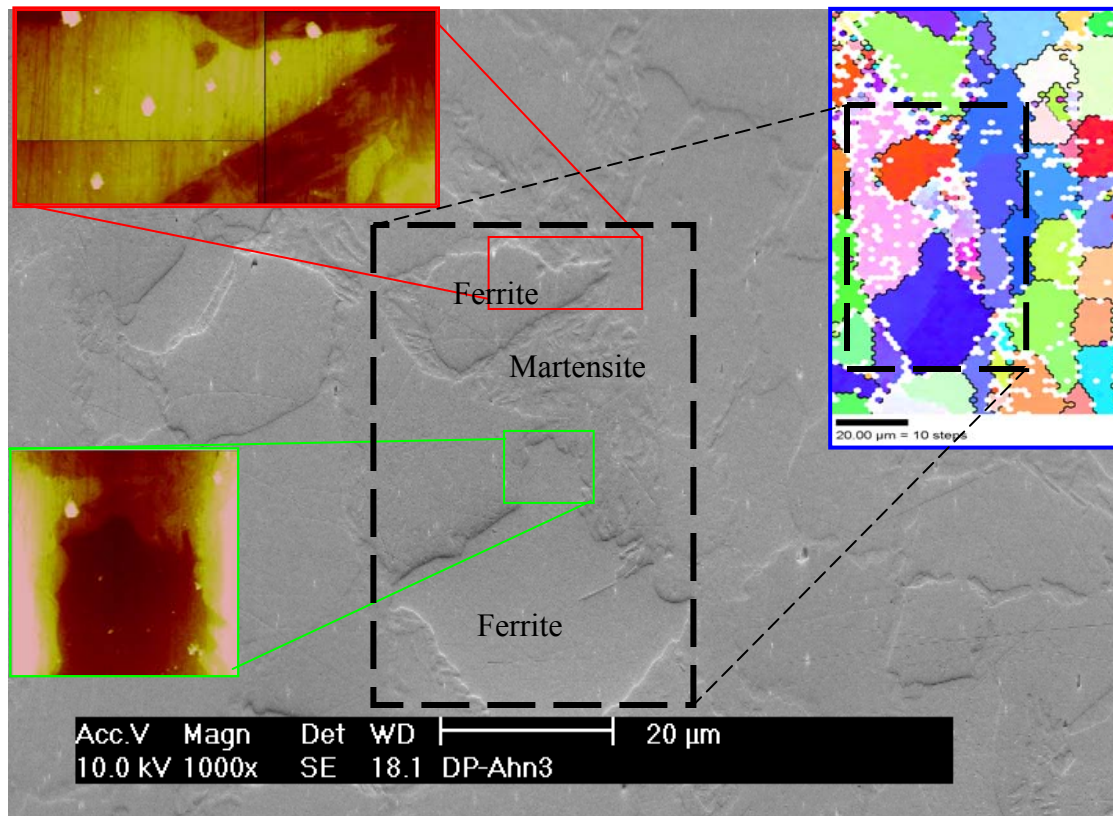 Ferrite
Martensite
20.00 µm = 10 steps
Ferrite
Acc.V Magn Det WD 20 µm
10.0 kV 1000x SE 18.1 DP-Ahn3